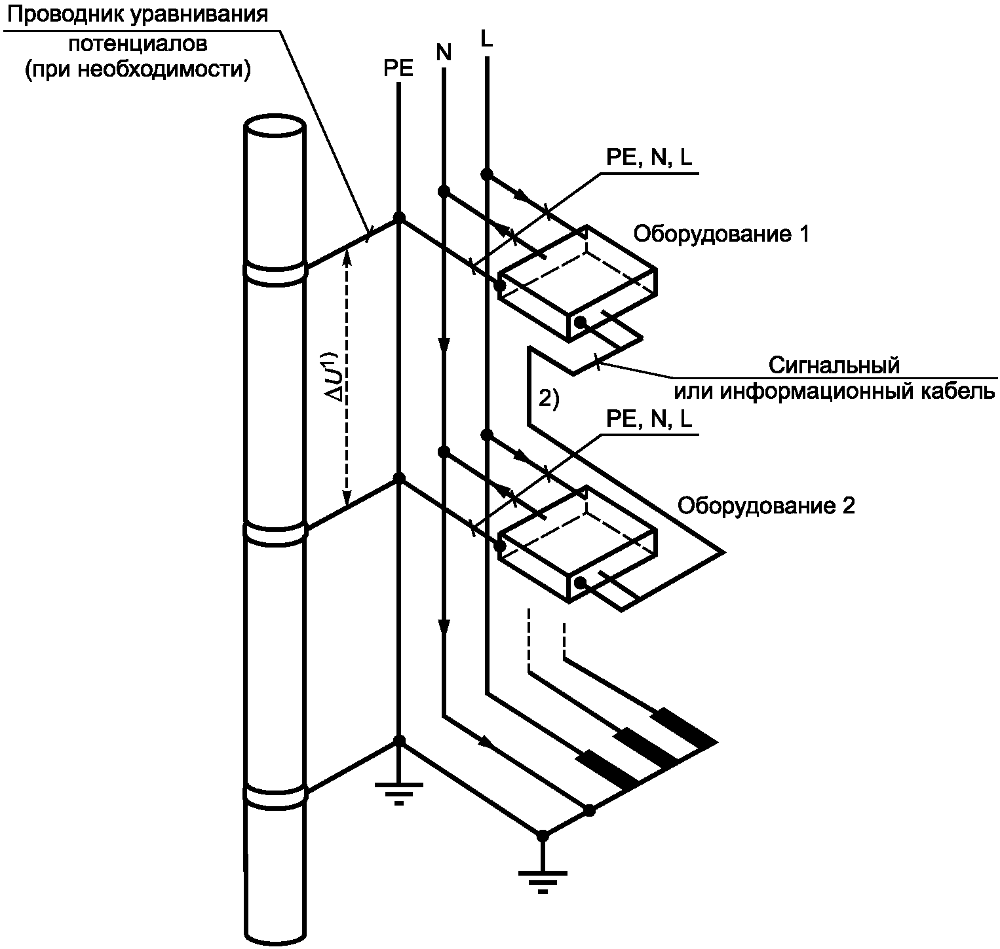 Проводник уравнивания
потенциалов
(при необходимости)
PE
N
L
PE, N, L
Оборудование 1
ΔU¹⁾
Сигнальный
или информационный кабель
2)
PE, N, L
Оборудование 2